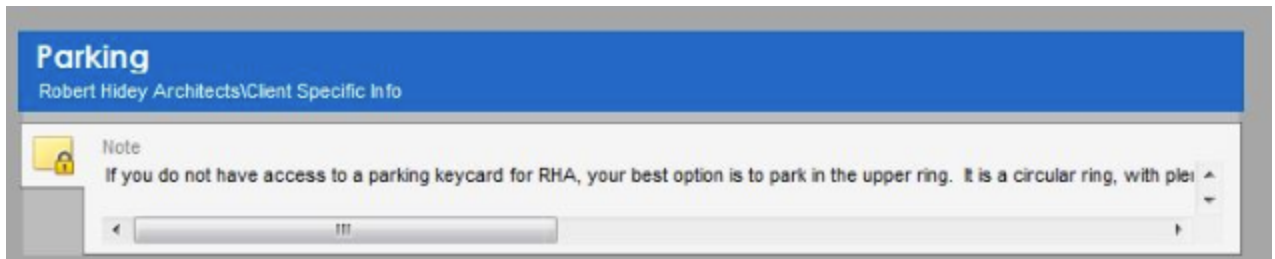 Parking
Robert Hidey Architects\Client Specific Info
Note
If you do not have access to a parking keycard for RHA, your best option is to park in the upper ring. It is a circular ring, with